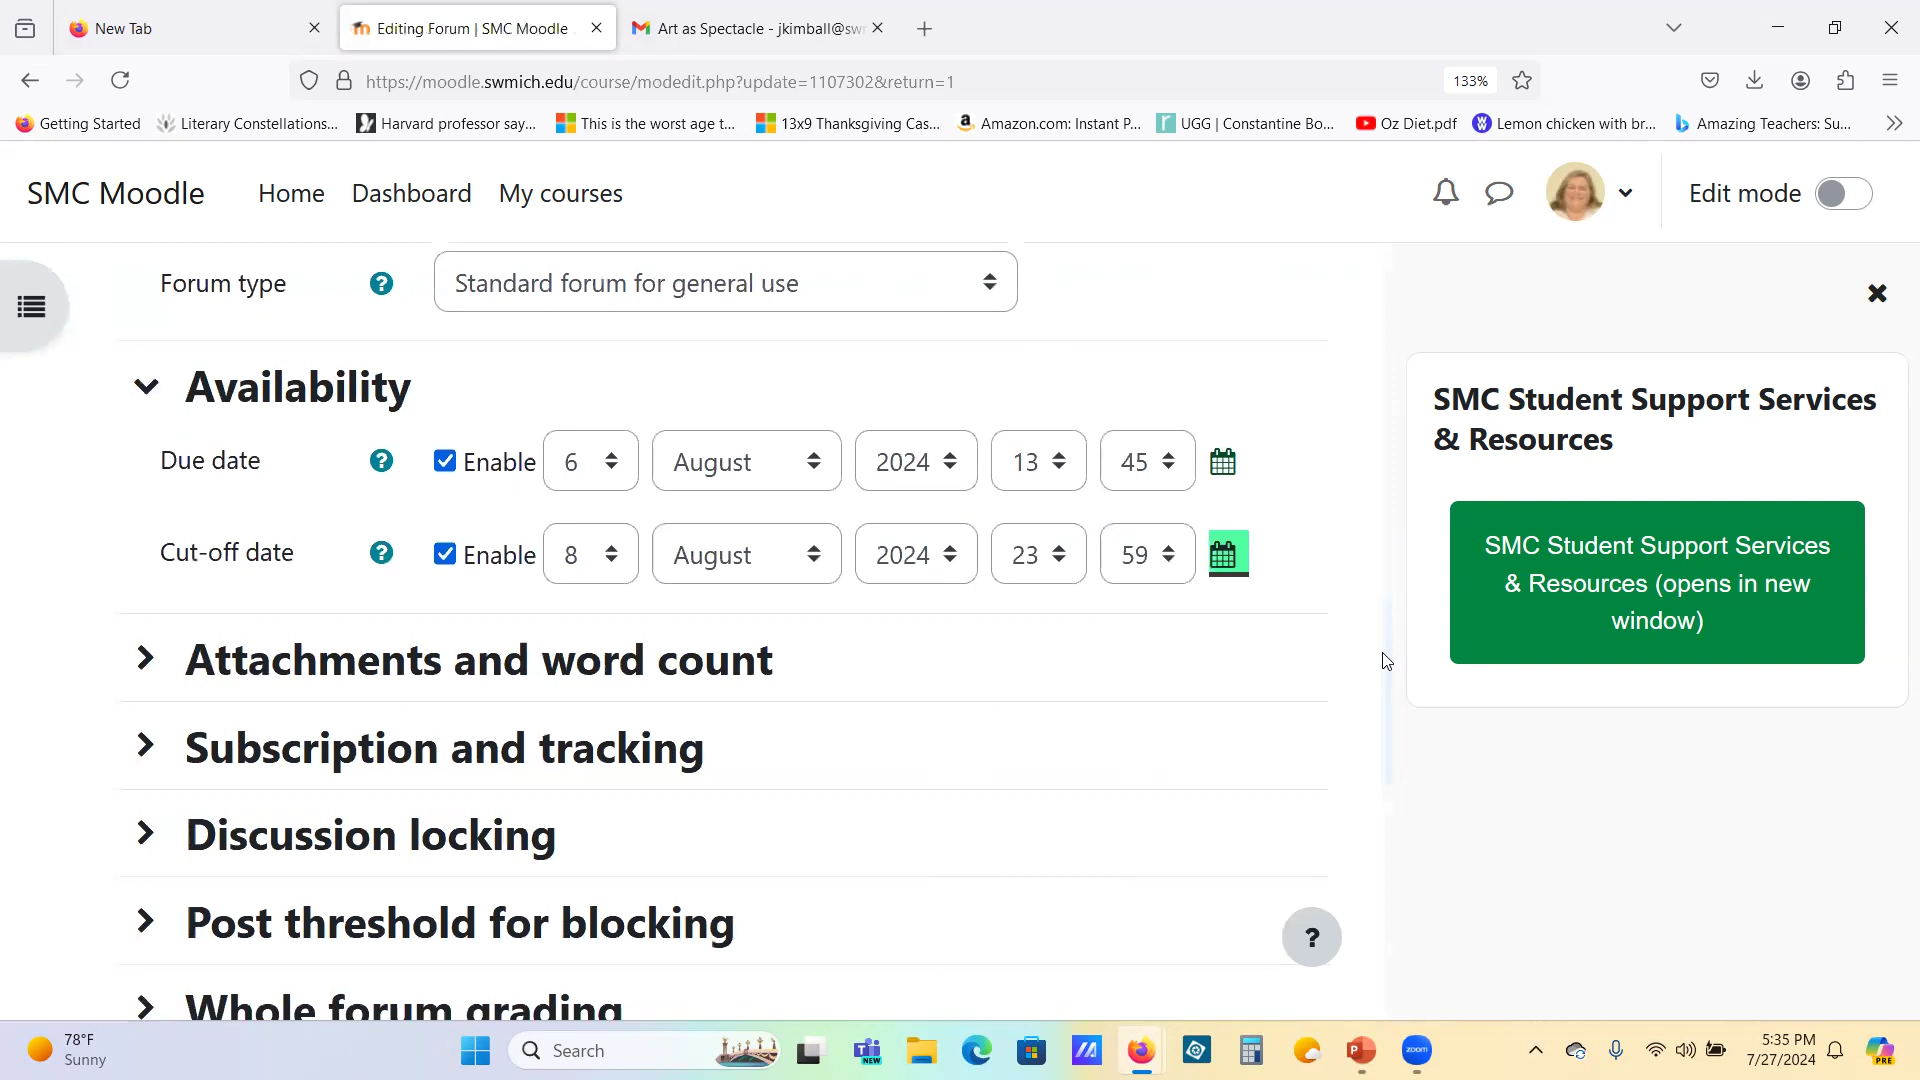 New Tab
Editing Forum | SMC Moodle
Art as Spectacle - jkimball@sw
https://moodle.swmich.edu/course/modedit.php?update=1107302&return=1
133%
Getting Started
Literary Constellations...
Harvard professor say...
This is the worst age t...
13x9 Thanksgiving Cas...
Amazon.com: Instant P...
UGG | Constantine Bo...
Oz Diet.pdf
Lemon chicken with br...
Amazing Teachers: Su...
SMC Moodle
Home
Dashboard
My courses
Edit mode
Forum type
?
Standard forum for general use
Availability
Due date
?
Enable
6
August
2024
13
45
Cut-off date
?
Enable
8
August
2024
23
59
Attachments and word count
Subscription and tracking
Discussion locking
Post threshold for blocking
Whole forum grading
?
SMC Student Support Services
& Resources
SMC Student Support Services
& Resources (opens in new
window)
78°F
Sunny
Search
NEW
zoom
5:35 PM
7/27/2024
PRE